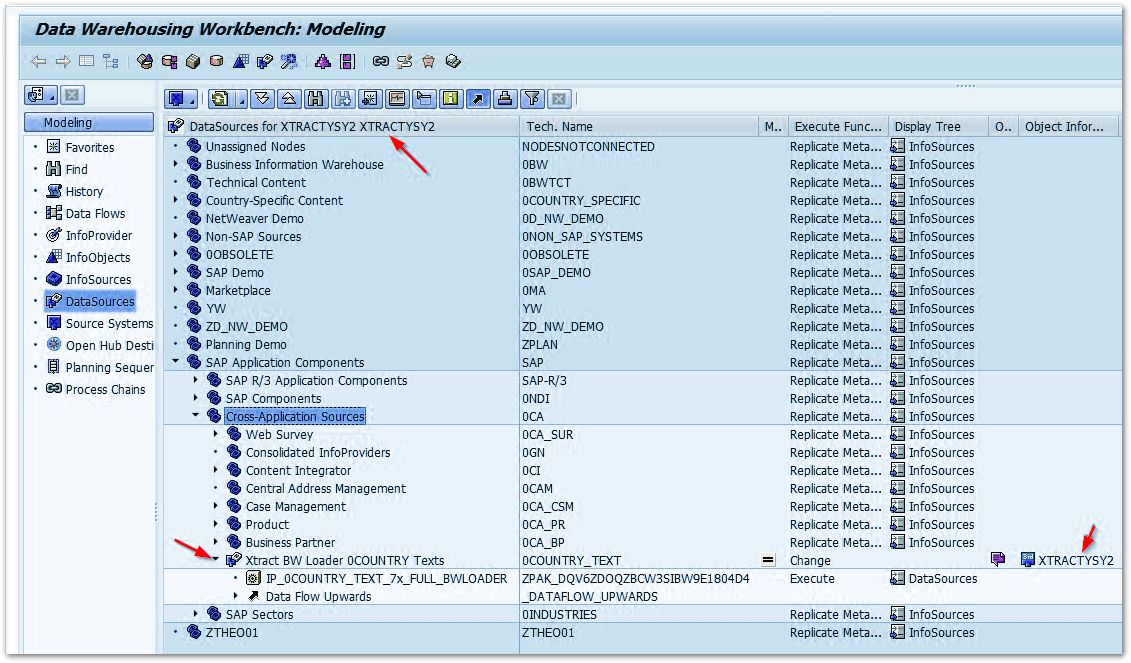 Data Warehousing Workbench: Modeling
Modeling
Favorites
Find
History
Data Flows
InfoProvider
InfoObjects
InfoSources
DataSources
Source Systems
Open Hub Desti
Planning Sequer
Process Chains
DataSources for XTRACTYSY2 XTRACTYSY2 Tech. Name M.. Execute Func... Display Tree O.. Object Infor...
Unassigned Nodes NODESNOTCONNECTED Replicate Meta... InfoSources
Business Information Warehouse 0BW Replicate Meta... InfoSources
Technical Content 0BWTCT Replicate Meta... InfoSources
Country-Specific Content 0COUNTRY_SPECIFIC Replicate Meta... InfoSources
NetWeaver Demo 0D_NW_DEMO Replicate Meta... InfoSources
Non-SAP Sources 0NON_SAP_SYSTEMS Replicate Meta... InfoSources
0OBSOLETE 0OBSOLETE Replicate Meta... InfoSources
SAP Demo 0SAP_DEMO Replicate Meta... InfoSources
Marketplace 0MA Replicate Meta... InfoSources
YW YW Replicate Meta... InfoSources
ZD_NW_DEMO ZD_NW_DEMO Replicate Meta... InfoSources
Planning Demo ZPLAN Replicate Meta... InfoSources
SAP Application Components SAP Replicate Meta... InfoSources
SAP R/3 Application Components SAP-R/3 Replicate Meta... InfoSources
SAP Components 0NDI Replicate Meta... InfoSources
Cross-Application Sources 0CA Replicate Meta... InfoSources
Web Survey 0CA_SUR Replicate Meta... InfoSources
Consolidated InfoProviders 0GN Replicate Meta... InfoSources
Content Integrator 0CI Replicate Meta... InfoSources
Central Address Management 0CAM Replicate Meta... InfoSources
Case Management 0CA_CSM Replicate Meta... InfoSources
Product 0CA_PR Replicate Meta... InfoSources
Business Partner 0CA_BP Replicate Meta... InfoSources
Xtract BW Loader 0COUNTRY Texts 0COUNTRY_TEXT = Change 3rd XTRACTYSY2
IP_0COUNTRY_TEXT_7x_FULL_BWLOADER ZPAK_DQV6ZDOQZBCW3SIBW9E1804D4 Execute DataSources
Data Flow Upwards _DATAFLOW_UPWARDS
SAP Sectors 0INDUSTRIES Replicate Meta... InfoSources
ZTHEO01 ZTHEO01 Replicate Meta... InfoSources